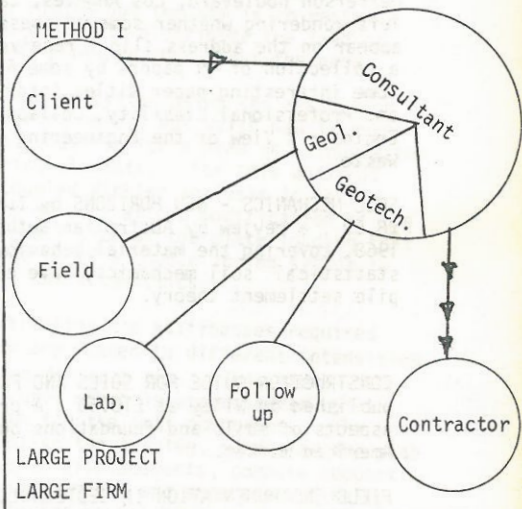 METHOD I
Client
Consultant
Geol.
Geotech.
Field
Lab.
Follow
up
Contractor
LARGE PROJECT
LARGE FIRM